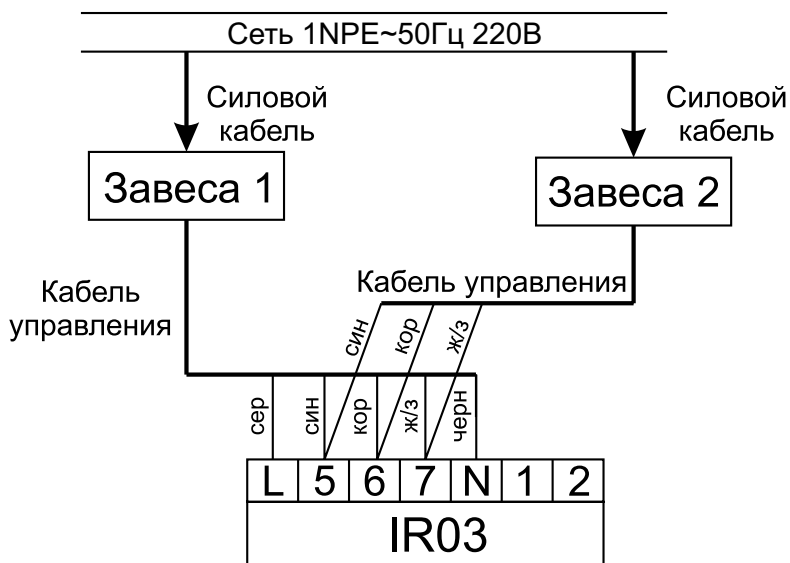 Сеть 1NPE~50Гц 220В
Силовой
кабель
Силовой
кабель
Завеса 1
Завеса 2
Кабель
управления
Кабель управления
син
кор
ж/з
сер
син
кор
ж/з
черн
L 5 6 7 N 1 2
IR03